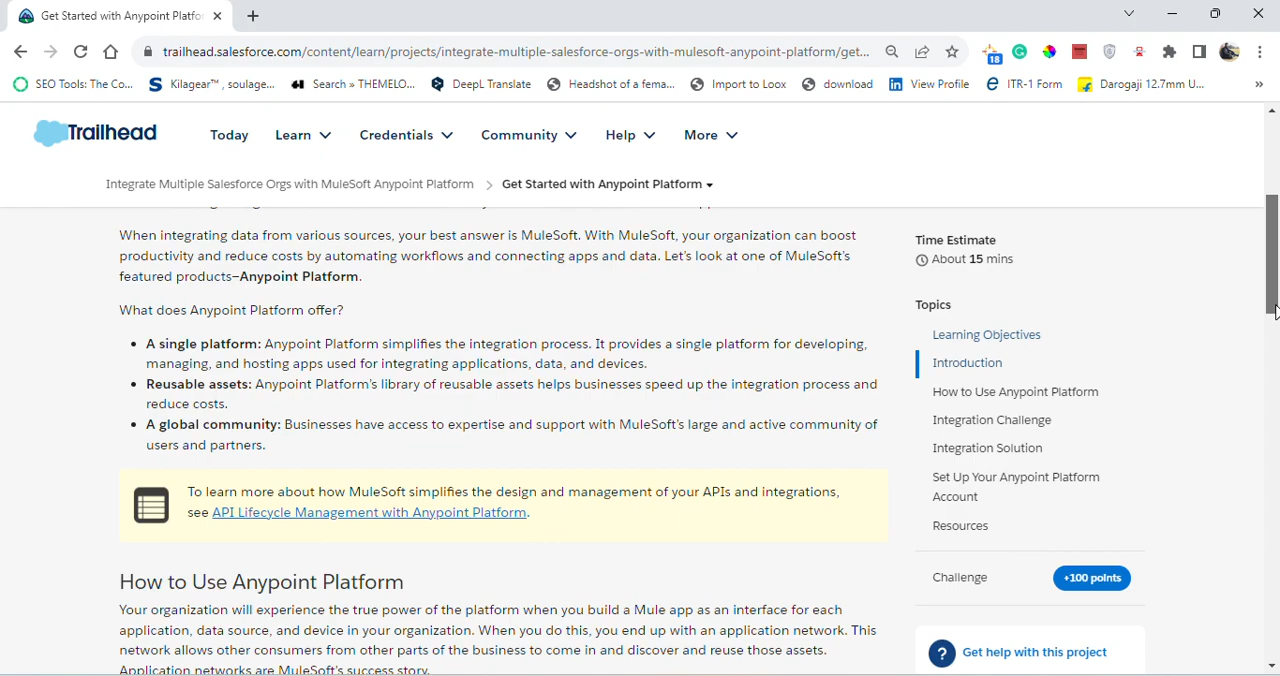 Get Started with Anypoint Platfor
trailhead.salesforce.com/content/learn/projects/integrate-multiple-salesforce-orgs-with-mulesoft-anypoint-platform/get...
18
SEO Tools: The Co...
Kilagear™, soulage...
Search » THEMELO...
DeepL Translate
Headshot of a fema...
Import to Loox
download
View Profile
ITR-1 Form
Darogaji 12.7mm U...
Trailhead
Today
Learn
Credentials
Community
Help
More
Integrate Multiple Salesforce Orgs with MuleSoft Anypoint Platform
Get Started with Anypoint Platform
When integrating data from various sources, your best answer is MuleSoft. With MuleSoft, your organization can boost
productivity and reduce costs by automating workflows and connecting apps and data. Let's look at one of MuleSoft's
featured products—Anypoint Platform.
What does Anypoint Platform offer?
• A single platform: Anypoint Platform simplifies the integration process. It provides a single platform for developing,
managing, and hosting apps used for integrating applications, data, and devices.
• Reusable assets: Anypoint Platform's library of reusable assets helps businesses speed up the integration process and
reduce costs.
• A global community: Businesses have access to expertise and support with MuleSoft's large and active community of
users and partners.
To learn more about how MuleSoft simplifies the design and management of your APIs and integrations,
see API Lifecycle Management with Anypoint Platform.
How to Use Anypoint Platform
Your organization will experience the true power of the platform when you build a Mule app as an interface for each
application, data source, and device in your organization. When you do this, you end up with an application network. This
network allows other consumers from other parts of the business to come in and discover and reuse those assets.
Application networks are MuleSoft's success story.
Time Estimate
About 15 mins
Topics
Learning Objectives
Introduction
How to Use Anypoint Platform
Integration Challenge
Integration Solution
Set Up Your Anypoint Platform
Account
Resources
Challenge
+100 points
Get help with this project